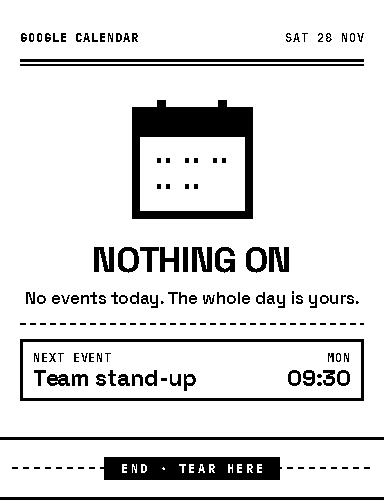 GOOGLE CALENDAR SAT 28 NOV
NOTHING ON
No events today. The whole day is yours.
NEXT EVENT MON
Team stand-up 09:30
END · TEAR HERE